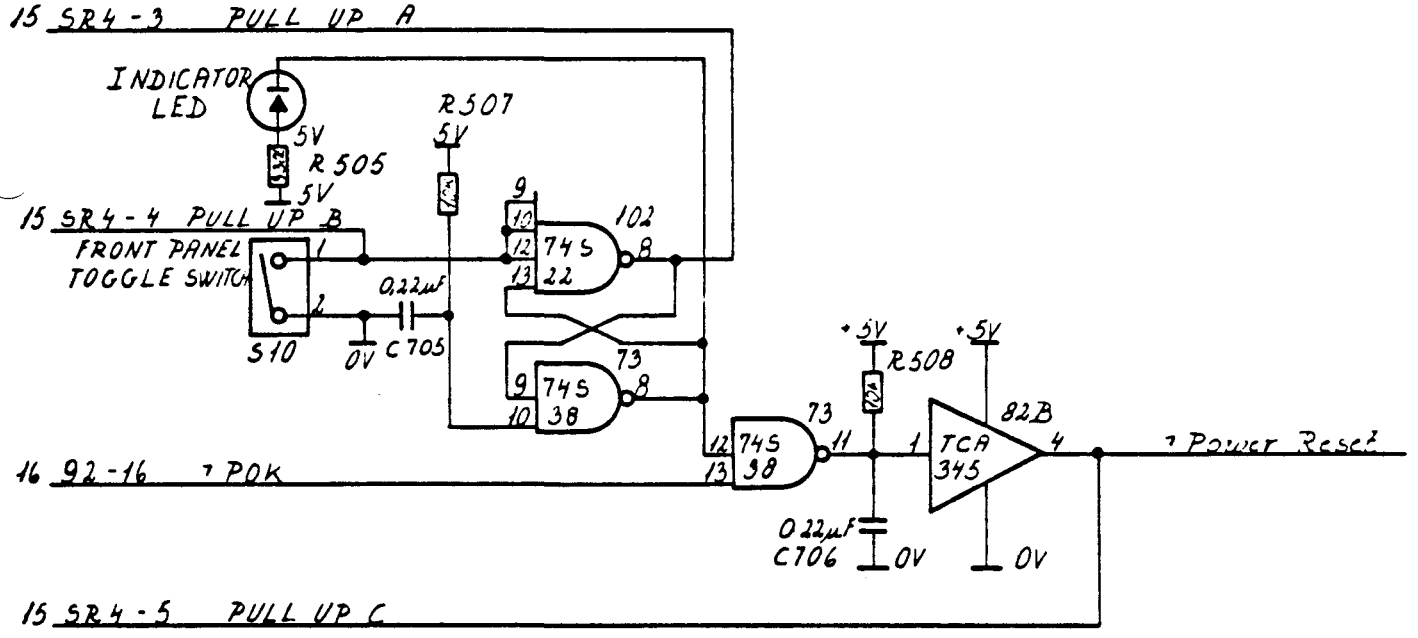 15 SR4-3 PULL UP A
INDICATOR
LED
5V
R505
5V
R507
5V
10K
15 SR4-4 PULL UP B
FRONT PANEL
TOGGLE SWITCH
1
2
S10
0V
0,22µF
C705
9
10
12
13
74S
22
102
8
9
10
74S
38
73
8
12
13
74S
38
73
11
+5V
R508
0.22µF
C706
0V
+5V
82B
1
TCA
345
4
0V
¬ Power Reset
16 92-16 ¬ POK
15 SR4-5 PULL UP C